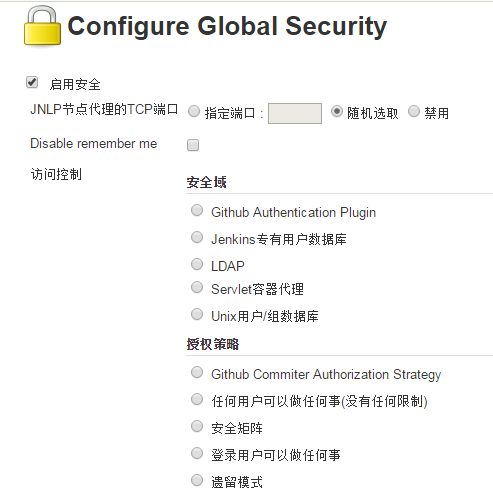 Configure Global Security
启用安全
JNLP节点代理的TCP端口 指定端口 : 随机选取 禁用
Disable remember me
访问控制
安全域
Github Authentication Plugin
Jenkins专有用户数据库
LDAP
Servlet容器代理
Unix用户/组数据库
授权策略
Github Commiter Authorization Strategy
任何用户可以做任何事(没有任何限制)
安全矩阵
登录用户可以做任何事
遗留模式